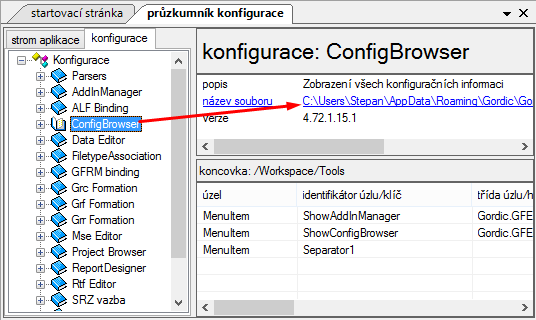 startovací stránka
průzkumník konfigurace
strom aplikace
konfigurace
Konfigurace
Parsers
AddInManager
ALF Binding
ConfigBrowser
Data Editor
FiletypeAssociation
GFRM binding
Grc Formation
Grf Formation
Grr Formation
Mse Editor
Project Browser
ReportDesigner
Rtf Editor
SRZ vazba
konfigurace: ConfigBrowser
popis Zobrazení všech konfiguračních informaci
název souboru C:\Users\Stepan\AppData\Roaming\Gordic\Go
verze 4.72.1.15.1
koncovka: /Workspace/Tools
úzel identifikátor úzlu/klíč třída úzlu/h
MenuItem ShowAddInManager Gordic.GFE
MenuItem ShowConfigBrowser Gordic.GFE
MenuItem Separator1